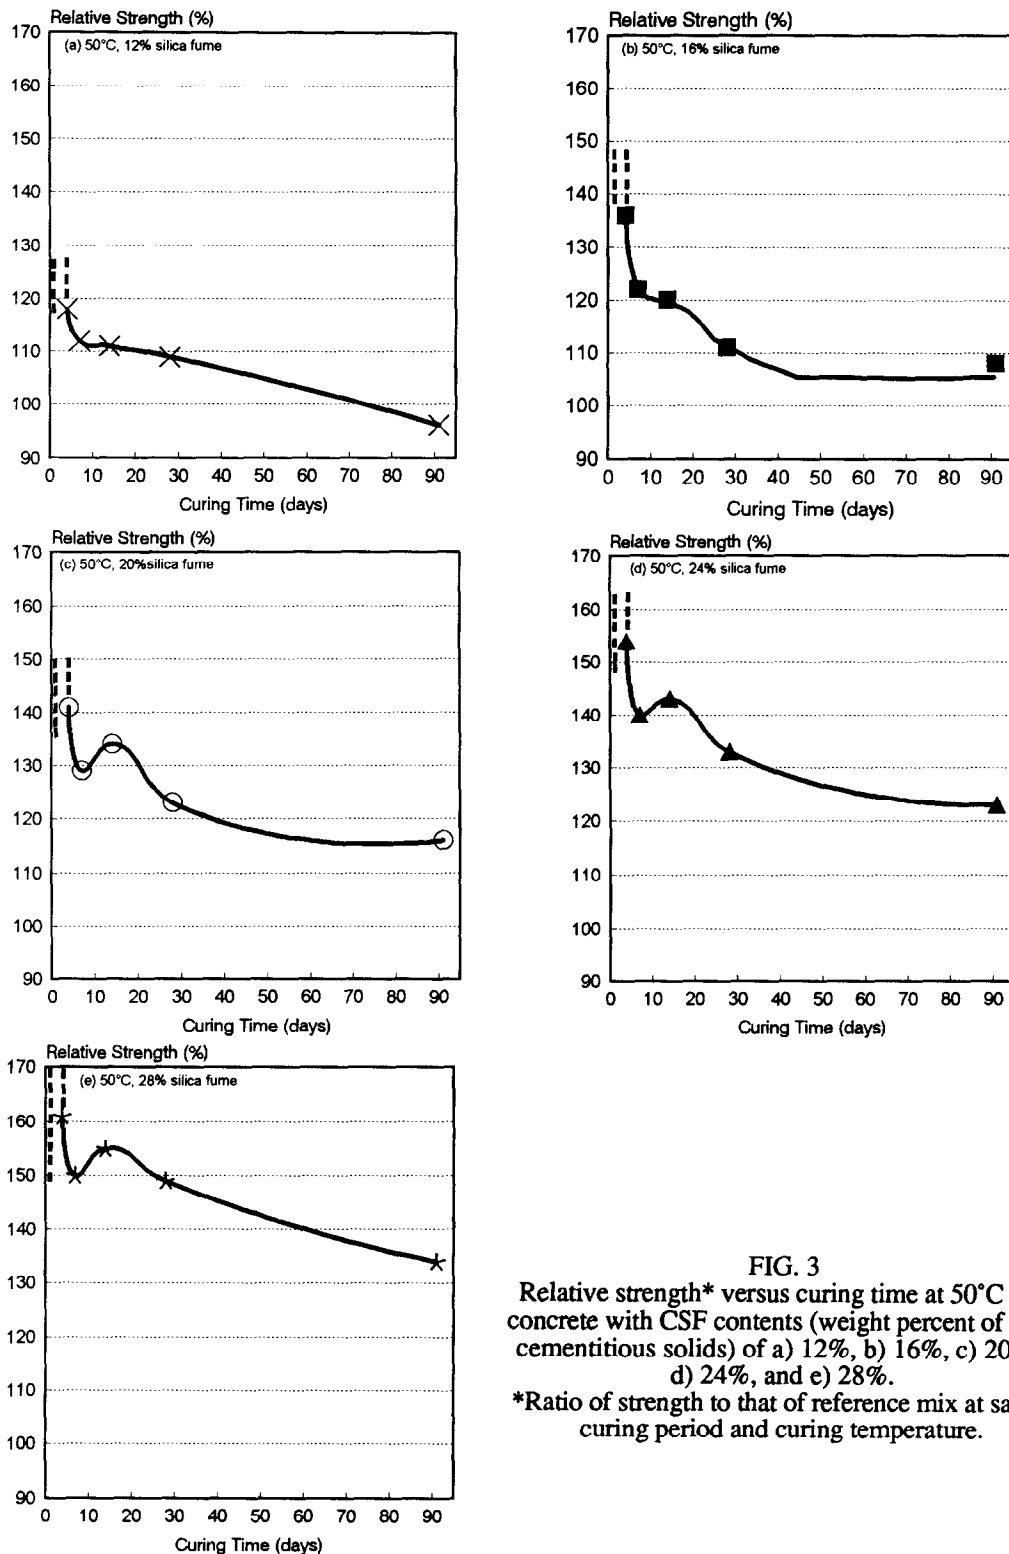 Relative Strength (%)
(a) 50°C, 12% silica fume
170
160
150
140
130
120
110
100
90
0 10 20 30 40 50 60 70 80 90
Curing Time (days)
Relative Strength (%)
(b) 50°C, 16% silica fume
170
160
150
140
130
120
110
100
90
0 10 20 30 40 50 60 70 80 90
Curing Time (days)
Relative Strength (%)
(c) 50°C, 20%silica fume
170
160
150
140
130
120
110
100
90
0 10 20 30 40 50 60 70 80 90
Curing Time (days)
Relative Strength (%)
(d) 50°C, 24% silica fume
170
160
150
140
130
120
110
100
90
0 10 20 30 40 50 60 70 80 90
Curing Time (days)
Relative Strength (%)
(e) 50°C, 28% silica fume
170
160
150
140
130
120
110
100
90
0 10 20 30 40 50 60 70 80 90
Curing Time (days)
FIG. 3
Relative strength* versus curing time at 50°C
concrete with CSF contents (weight percent of
cementitious solids) of a) 12%, b) 16%, c) 20
d) 24%, and e) 28%.
*Ratio of strength to that of reference mix at sa
curing period and curing temperature.